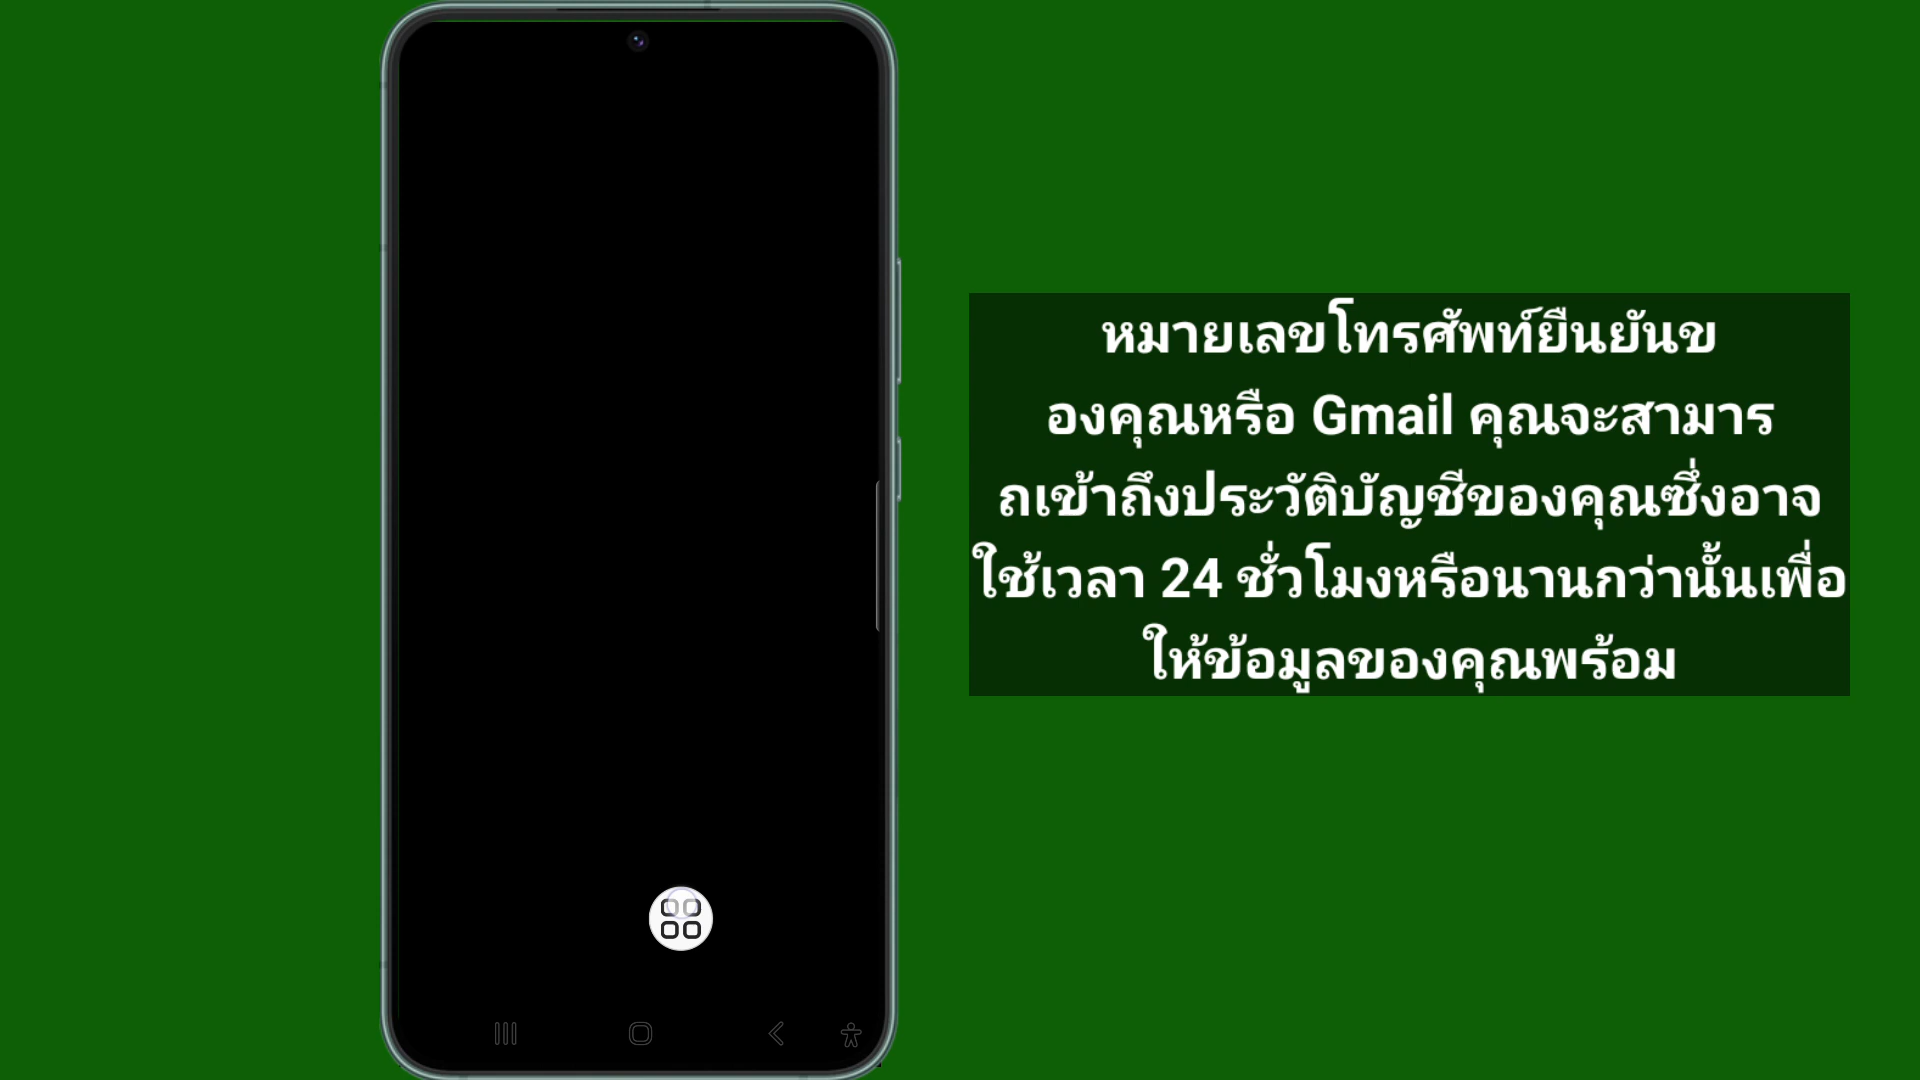 หมายเลขโทรศัพท์ยืนยันข
องคุณหรือ Gmail คุณจะสามาร
ถเข้าถึงประวัติบัญชีของคุณซึ่งอาจ
ใช้เวลา 24 ชั่วโมงหรือนานกว่านั้นเพื่อ
ให้ข้อมูลของคุณพร้อม